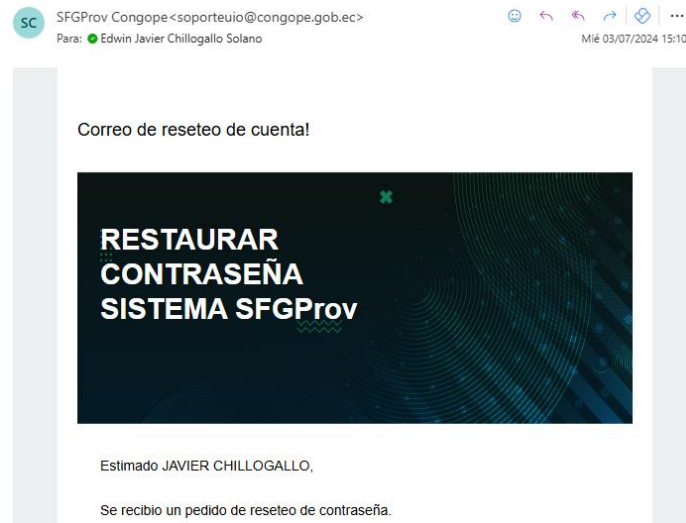 SC
SFGProv Congope<soporteuio@congope.gob.ec>
Para: Edwin Javier Chillogallo Solano
Mié 03/07/2024 15:10
Correo de reseteo de cuenta!
RESTAURAR
CONTRASEÑA
SISTEMA SFGProv
Estimado JAVIER CHILLOGALLO,
Se recibio un pedido de reseteo de contraseña.